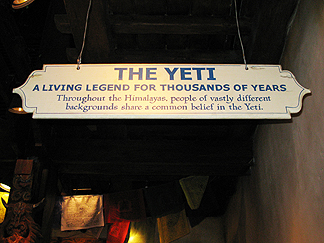 THE YETI
A LIVING LEGEND FOR THOUSANDS OF YEARS
Throughout the Himalayas, people of vastly different
backgrounds share a common belief in the Yeti.